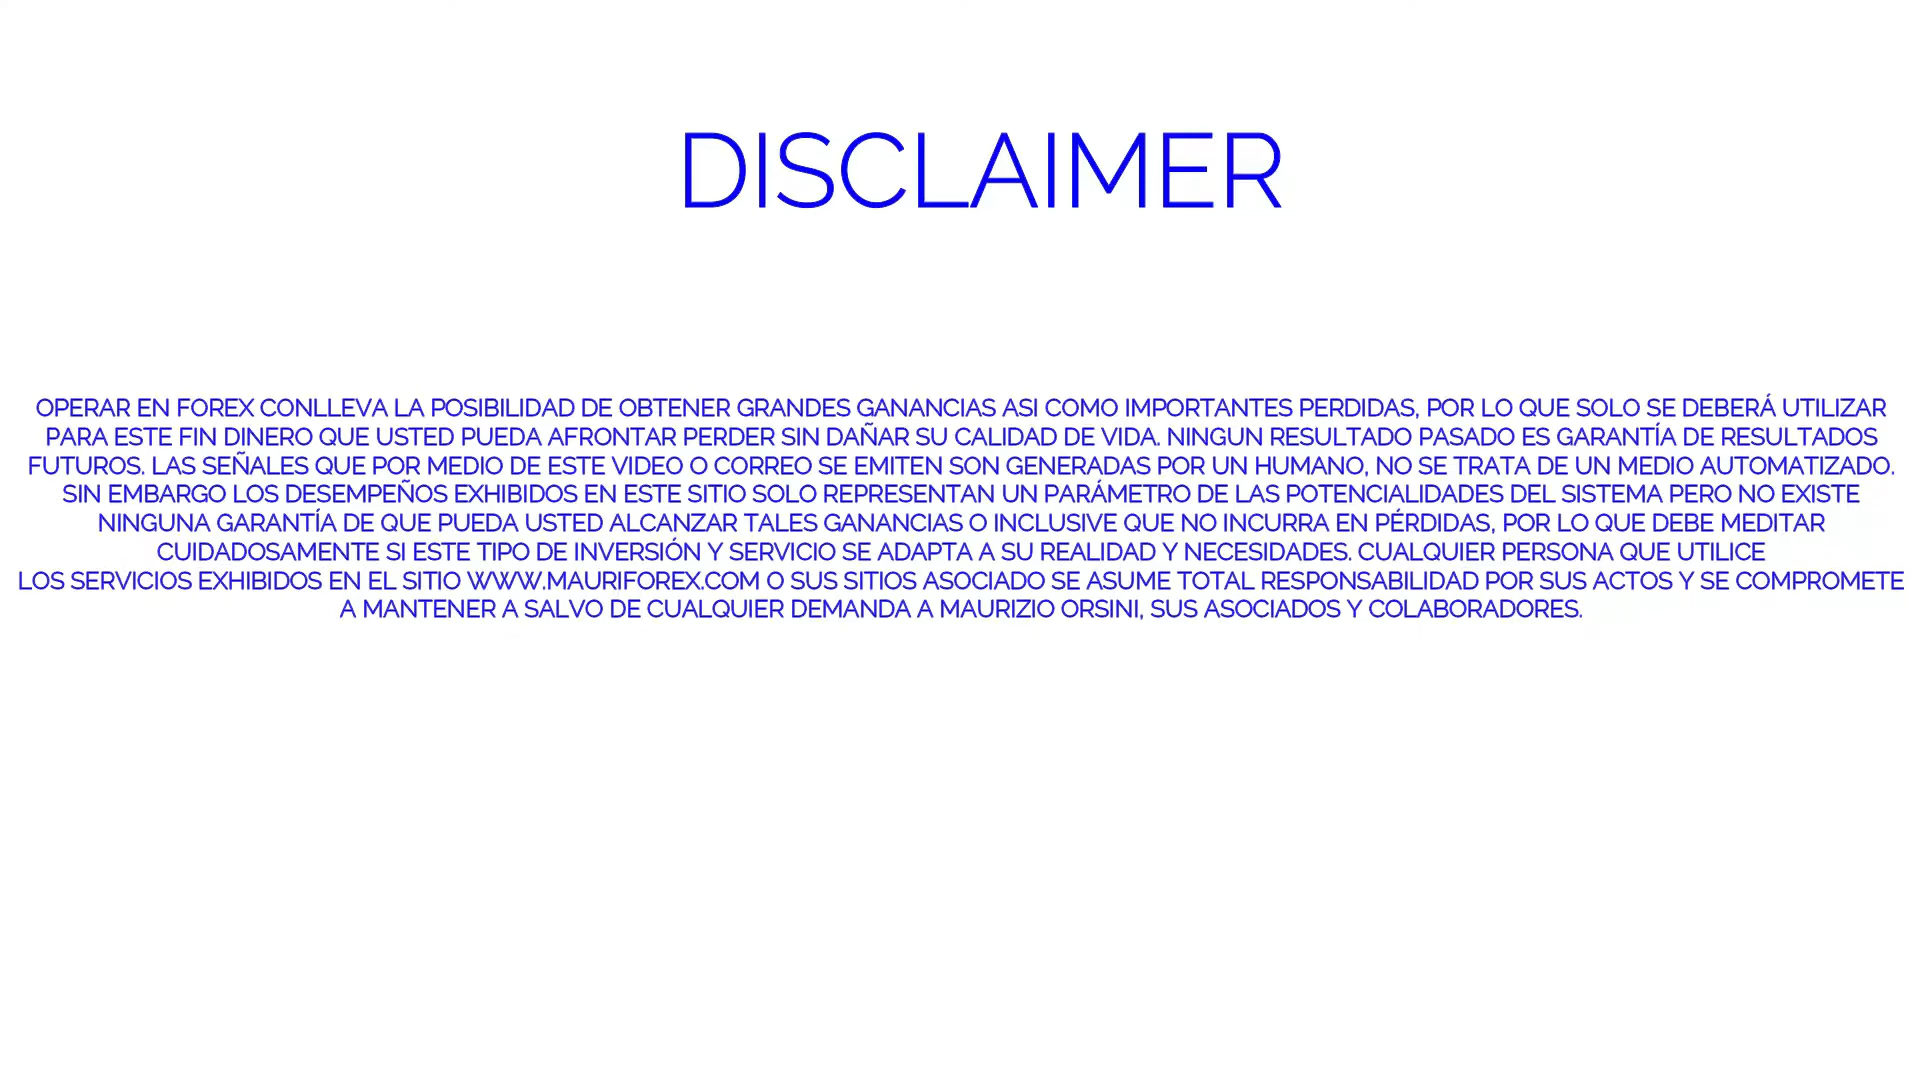 DISCLAIMER
OPERAR EN FOREX CONLLEVA LA POSIBILIDAD DE OBTENER GRANDES GANANCIAS ASI COMO IMPORTANTES PERDIDAS, POR LO QUE SOLO SE DEBERÁ UTILIZAR
PARA ESTE FIN DINERO QUE USTED PUEDA AFRONTAR PERDER SIN DAÑAR SU CALIDAD DE VIDA. NINGUN RESULTADO PASADO ES GARANTÍA DE RESULTADOS
FUTUROS. LAS SEÑALES QUE POR MEDIO DE ESTE VIDEO O CORREO SE EMITEN SON GENERADAS POR UN HUMANO, NO SE TRATA DE UN MEDIO AUTOMATIZADO.
SIN EMBARGO LOS DESEMPEÑOS EXHIBIDOS EN ESTE SITIO SOLO REPRESENTAN UN PARÁMETRO DE LAS POTENCIALIDADES DEL SISTEMA PERO NO EXISTE
NINGUNA GARANTÍA DE QUE PUEDA USTED ALCANZAR TALES GANANCIAS O INCLUSIVE QUE NO INCURRA EN PÉRDIDAS, POR LO QUE DEBE MEDITAR
CUIDADOSAMENTE SI ESTE TIPO DE INVERSIÓN Y SERVICIO SE ADAPTA A SU REALIDAD Y NECESIDADES. CUALQUIER PERSONA QUE UTILICE
LOS SERVICIOS EXHIBIDOS EN EL SITIO WWW.MAURIFOREX.COM O SUS SITIOS ASOCIADO SE ASUME TOTAL RESPONSABILIDAD POR SUS ACTOS Y SE COMPROMETE
A MANTENER A SALVO DE CUALQUIER DEMANDA A MAURIZIO ORSINI, SUS ASOCIADOS Y COLABORADORES.